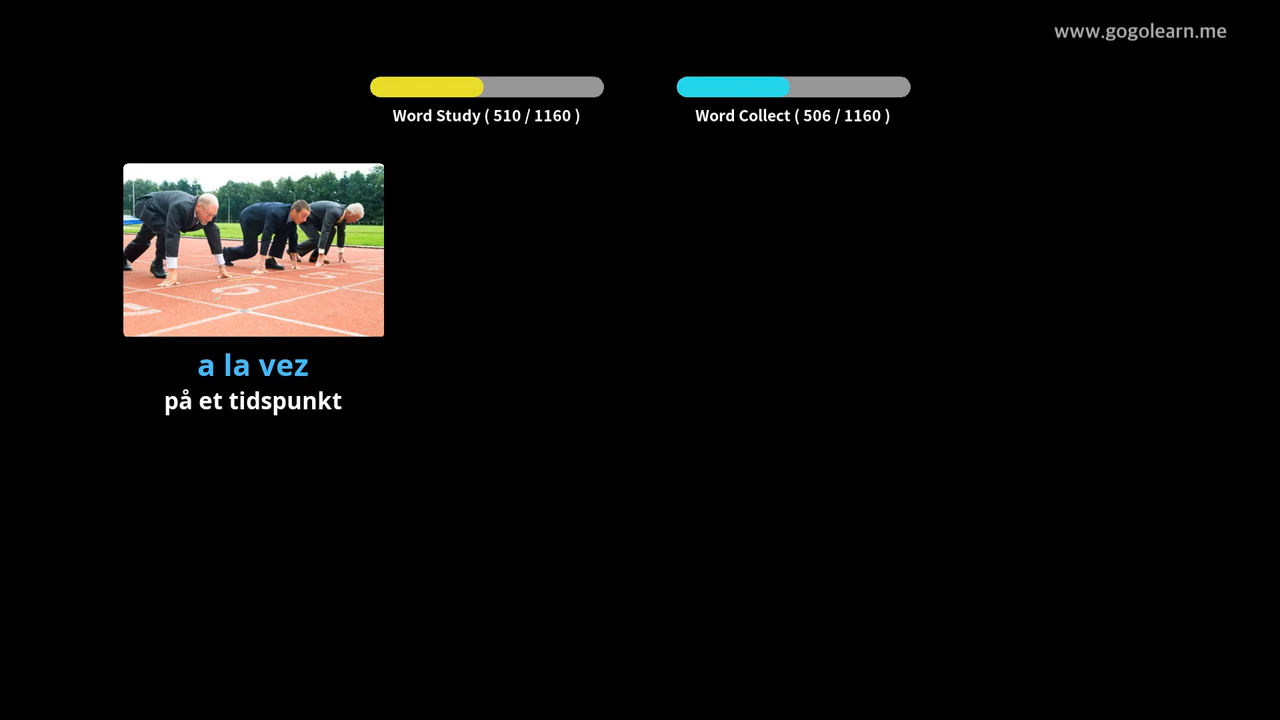 www.gogolearn.me
Word Study ( 510 / 1160 )
Word Collect ( 506 / 1160 )
a la vez
på et tidspunkt